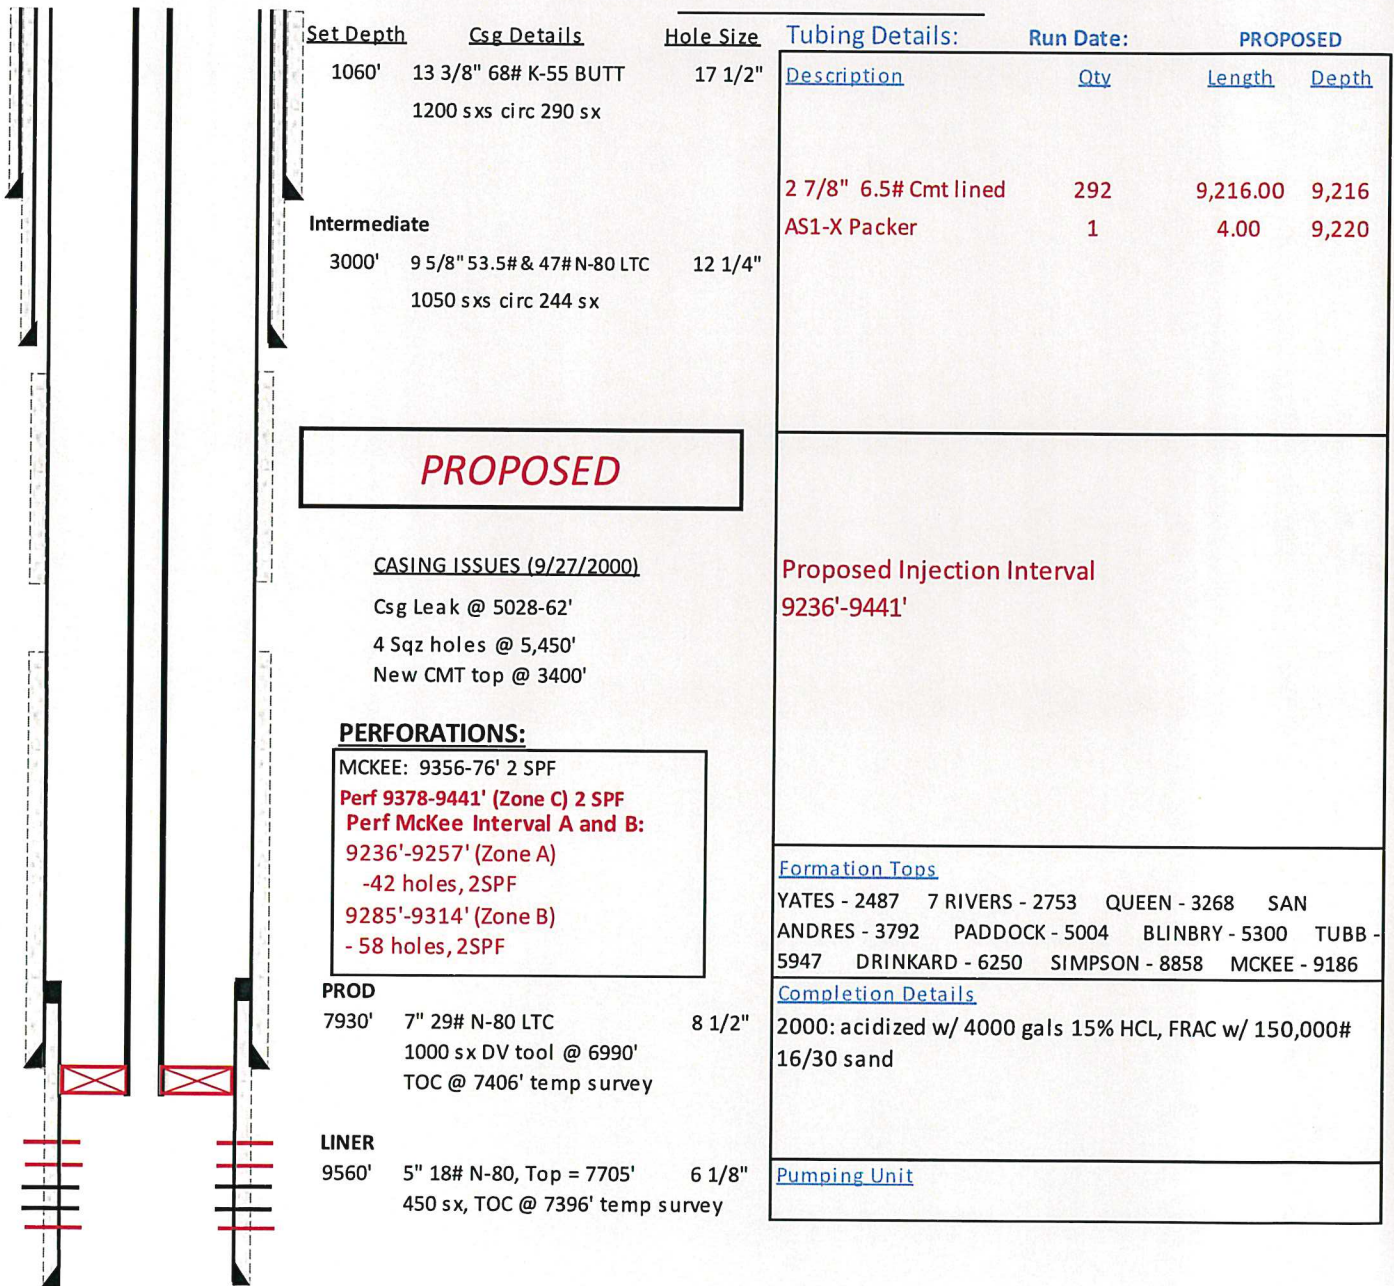 Set Depth Csg Details Hole Size
1060' 13 3/8" 68# K-55 BUTT 17 1/2"
1200 sxs circ 290 sx
Intermediate
3000' 9 5/8" 53.5# & 47# N-80 LTC 12 1/4"
1050 sxs circ 244 sx
PROPOSED
CASING ISSUES (9/27/2000)
Csg Leak @ 5028-62'
4 Sqz holes @ 5,450'
New CMT top @ 3400'
PERFORATIONS:
MCKEE: 9356-76' 2 SPF
Perf 9378-9441' (Zone C) 2 SPF
Perf McKee Interval A and B:
9236'-9257' (Zone A)
-42 holes, 2SPF
9285'-9314' (Zone B)
- 58 holes, 2SPF
PROD
7930' 7" 29# N-80 LTC 8 1/2"
1000 sx DV tool @ 6990'
TOC @ 7406' temp survey
LINER
9560' 5" 18# N-80, Top = 7705' 6 1/8"
450 sx, TOC @ 7396' temp survey
Tubing Details: Run Date: PROPOSED
Description Qty Length Depth
2 7/8" 6.5# Cmt lined 292 9,216.00 9,216
AS1-X Packer 1 4.00 9,220
Proposed Injection Interval
9236'-9441'
Formation Tops
YATES - 2487 7 RIVERS - 2753 QUEEN - 3268 SAN
ANDRES - 3792 PADDOCK - 5004 BLINBRY - 5300 TUBB -
5947 DRINKARD - 6250 SIMPSON - 8858 MCKEE - 9186
Completion Details
2000: acidized w/ 4000 gals 15% HCL, FRAC w/ 150,000#
16/30 sand
Pumping Unit